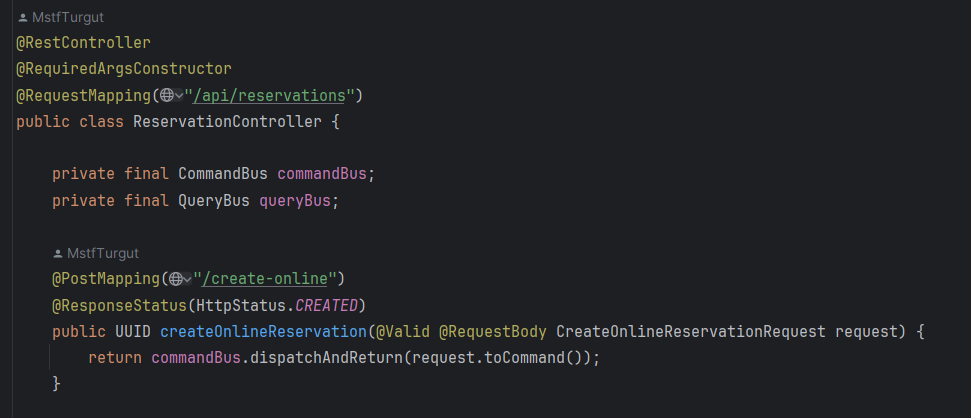 MstfTurgut
@RestController
@RequiredArgsConstructor
@RequestMapping("/api/reservations")
public class ReservationController {
private final CommandBus commandBus;
private final QueryBus queryBus;
MstfTurgut
@PostMapping("/create-online")
@ResponseStatus(HttpStatus.CREATED)
public UUID createOnlineReservation(@Valid @RequestBody CreateOnlineReservationRequest request) {
return commandBus.dispatchAndReturn(request.toCommand());
}